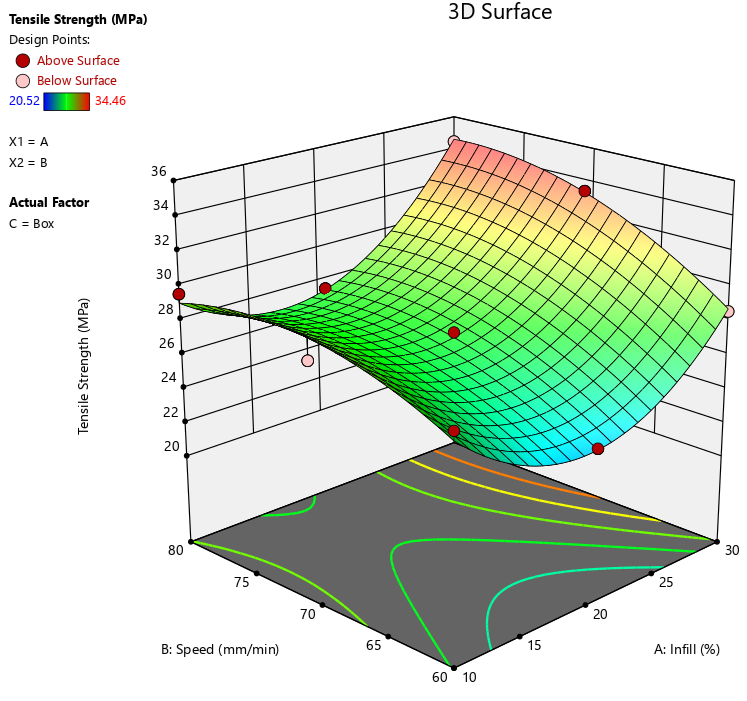 3D Surface
Tensile Strength (MPa)
Design Points:
Above Surface
Below Surface
20.52 34.46
X1 = A
X2 = B
Actual Factor
C = Box
36
34
32
30
28
26
24
22
20
Tensile Strength (MPa)
80
75
70
65
60
B: Speed (mm/min)
10
15
20
25
30
A: Infill (%)